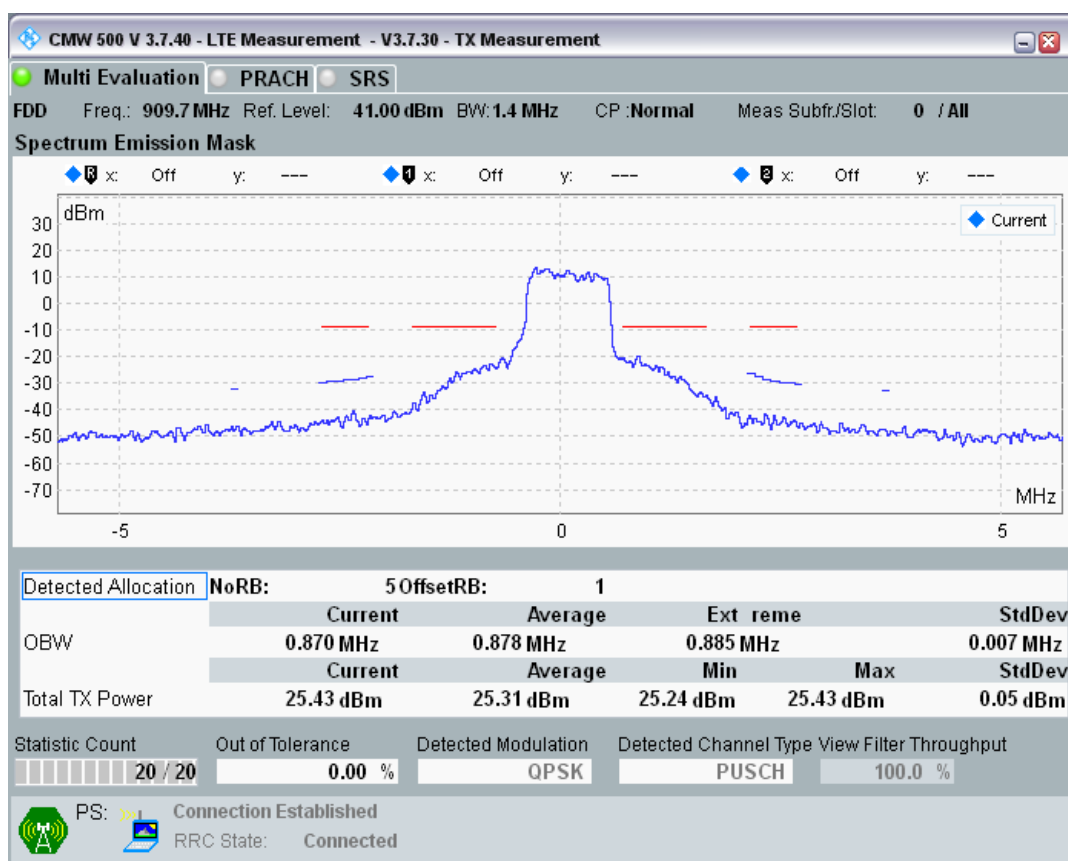 CMW 500 V 3.7.40 - LTE Measurement - V3.7.30 - TX Measurement
Multi Evaluation PRACH SRS
FDD Freq.: 909.7 MHz Ref. Level: 41.00 dBm BW: 1.4 MHz CP :Normal Meas Subfr./Slot: 0 / All
Spectrum Emission Mask
R x: Off y: --- 1 x: Off y: --- 2 x: Off y: ---
dBm
Current
30
20
10
0
-10
-20
-30
-40
-50
-60
-70
MHz
-5 0 5
Detected Allocation NoRB: 5 OffsetRB: 1
Current Average Ext reme StdDev
OBW 0.870 MHz 0.878 MHz 0.885 MHz 0.007 MHz
Current Average Min Max StdDev
Total TX Power 25.43 dBm 25.31 dBm 25.24 dBm 25.43 dBm 0.05 dBm
Statistic Count Out of Tolerance Detected Modulation Detected Channel Type View Filter Throughput
20 / 20 0.00 % QPSK PUSCH 100.0 %
PS: Connection Established
RRC State: Connected